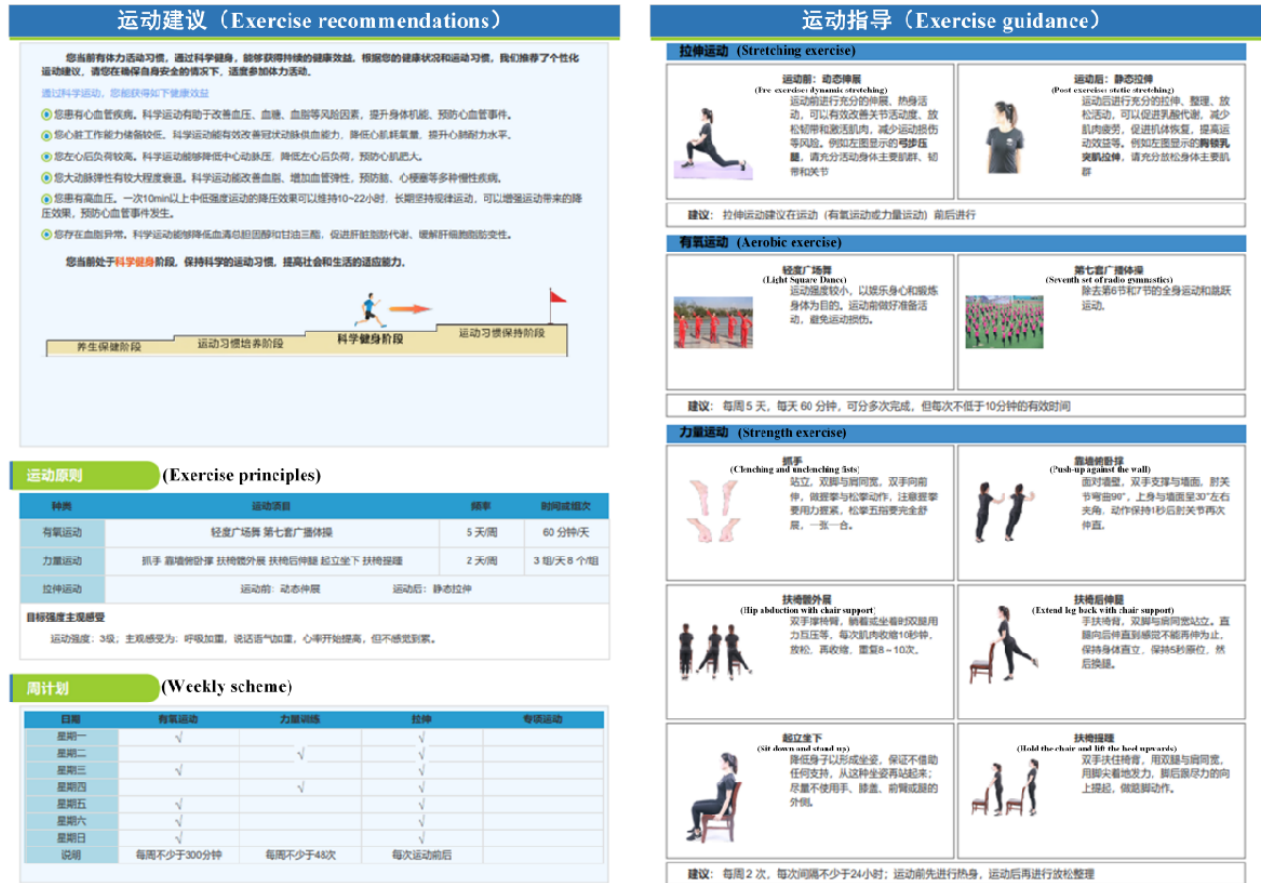 运动建议（Exercise recommendations）
您当前有体力活动习惯，通过科学健身，能够获得持续的健康效益。根据您的健康状况和运动习惯，我们推荐了个性化
运动建议，请您在确保自身安全的情况下，适度参加体力活动。
通过科学运动，您能获得如下健康效益
您患有心血管疾病。科学运动有助于改善血压、血糖、血脂等风险因素，提升身体机能、预防心血管事件。
您心脏工作能力储备较低。科学运动能有效改善冠状动脉供血能力，降低心肌耗氧量，提升心肺耐力水平。
您左心后负荷较高。科学运动能够降低中心动脉压，降低左心后负荷，预防心肌肥大。
您大动脉弹性有较大程度衰退。科学运动能改善血脂、增加血管弹性，预防脑、心梗塞等多种慢性疾病。
您患有高血压。一次10min以上中低强度运动的降压效果可以维持10~22小时，长期坚持规律运动，可以增强运动带来的降
压效果，预防心血管事件发生。
您存在血脂异常。科学运动能够降低血清总胆固醇和甘油三酯，促进肝脏脂肪代谢、缓解肝细胞脂肪变性。
您当前处于科学健身阶段，保持科学的运动习惯，提高社会和生活的适应能力。
养生保健阶段
运动习惯培养阶段
科学健身阶段
运动习惯保持阶段
运动原则 (Exercise principles)
种类 运动项目 频率 时间或组次
有氧运动 轻度广场舞 第七套广播体操 5 天/周 60 分钟/天
力量运动 抓手 靠墙俯卧撑 扶椅髋外展 扶椅后伸腿 起立坐下 扶椅提踵 2 天/周 3 组/天 8 个/组
拉伸运动 运动前：动态伸展 运动后：静态拉伸
目标强度主观感受
运动强度：3级；主观感受为：呼吸加重，说话语气加重，心率开始提高，但不感觉到累。
周计划 (Weekly scheme)
日期 有氧运动 力量训练 拉伸 专项运动
星期一 √ √
星期二 √ √
星期三 √ √
星期四 √ √
星期五 √ √
星期六 √ √
星期日 √ √
说明 每周不少于300分钟 每周不少于48次 每次运动前后
运动指导（Exercise guidance）
拉伸运动 (Stretching exercise)
运动前：动态伸展
(Pre-exercise: dynamic stretching)
运动前进行充分的伸展、热身活
动，可以有效改善关节活动度，放
松韧带和激活肌肉，减少运动损伤
等风险。例如左图显示的弓步压
腿，请充分活动身体主要肌群、韧
带和关节
运动后：静态拉伸
(Post exercise: static stretching)
运动后进行充分的拉伸、整理、放
松活动，可以促进乳酸代谢，减少
肌肉疲劳，促进机体恢复，提高运
动效益等。例如左图显示的胸锁乳
突肌拉伸，请充分放松身体主要肌
群
建议： 拉伸运动建议在运动（有氧运动或力量运动）前后进行
有氧运动 (Aerobic exercise)
轻度广场舞
(Light Square Dance)
运动强度较小，以娱乐身心和锻炼
身体为目的。运动前做好准备活
动，避免运动损伤。
第七套广播体操
(Seventh set of radio gymnastics)
除去第6节和7节的全身运动和跳跃
运动。
建议： 每周 5 天，每天 60 分钟，可分多次完成，但每次不低于10分钟的有效时间
力量运动 (Strength exercise)
抓手
(Clenching and unclenching fists)
站立，双脚与肩同宽，双手向前
伸，做握拳与松拳动作，注意握拳
要用力握紧，松拳五指要完全舒
展，一张一合。
靠墙俯卧撑
(Push-up against the wall)
面对墙壁，双手支撑与墙面，肘关
节弯曲90°，上身与墙面呈30°左右
夹角，动作保持1秒后肘关节再次
伸直。
扶椅髋外展
(Hip abduction with chair support)
双手撑椅背，躺着或坐着时双腿用
力互压等，每次肌肉收缩10秒钟，
放松，再收缩，重复8~10次。
扶椅后伸腿
(Extend leg back with chair support)
手扶椅背，双脚与肩同宽站立。直
腿向后伸直到感觉不能再伸为止，
保持身体直立，保持5秒原位，然
后换腿。
起立坐下
(Sit down and stand up)
降低身子以形成坐姿，保证不借助
任何支持，从这种坐姿再站起来；
尽量不使用手、膝盖、前臂或腿的
外侧。
扶椅提踵
(Hold the chair and lift the heel upwards)
双手扶住椅背，用双腿与肩同宽，
用脚尖着地发力，脚后跟尽力的向
上提起，做踮脚动作。
建议： 每周 2 次，每次间隔不少于24小时；运动前先进行热身，运动后再进行放松整理